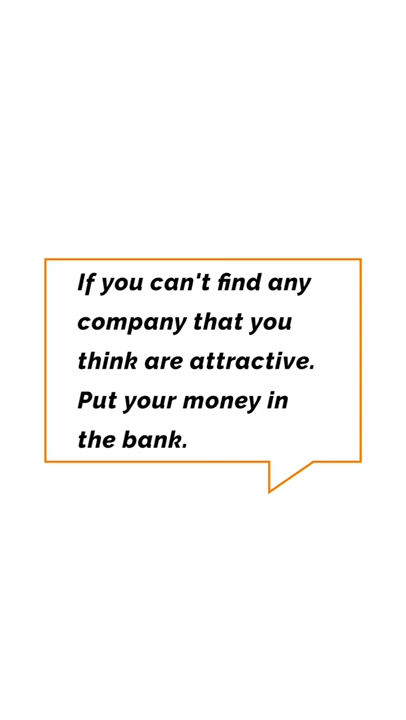 If you can't find any
company that you
think are attractive.
Put your money in
the bank.